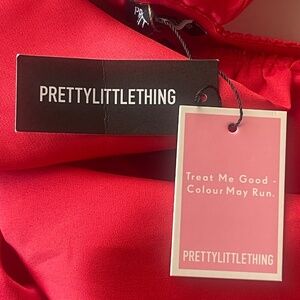 PRETTYLITTLETHING
Treat Me Good -
Colour May Run.
PRETTYLITTLETHING